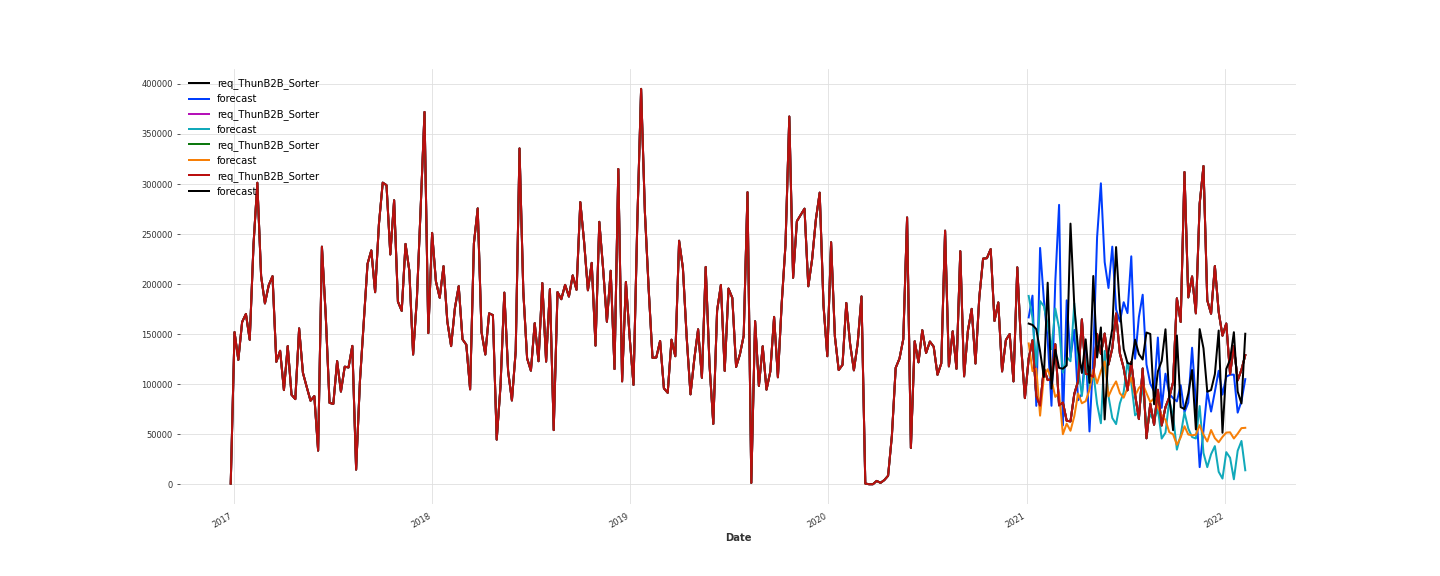 400000
350000
300000
250000
200000
150000
100000
50000
0
req_ThunB2B_Sorter
forecast
req_ThunB2B_Sorter
forecast
req_ThunB2B_Sorter
forecast
req_ThunB2B_Sorter
forecast
2017
2018
2019
2020
2021
2022
Date